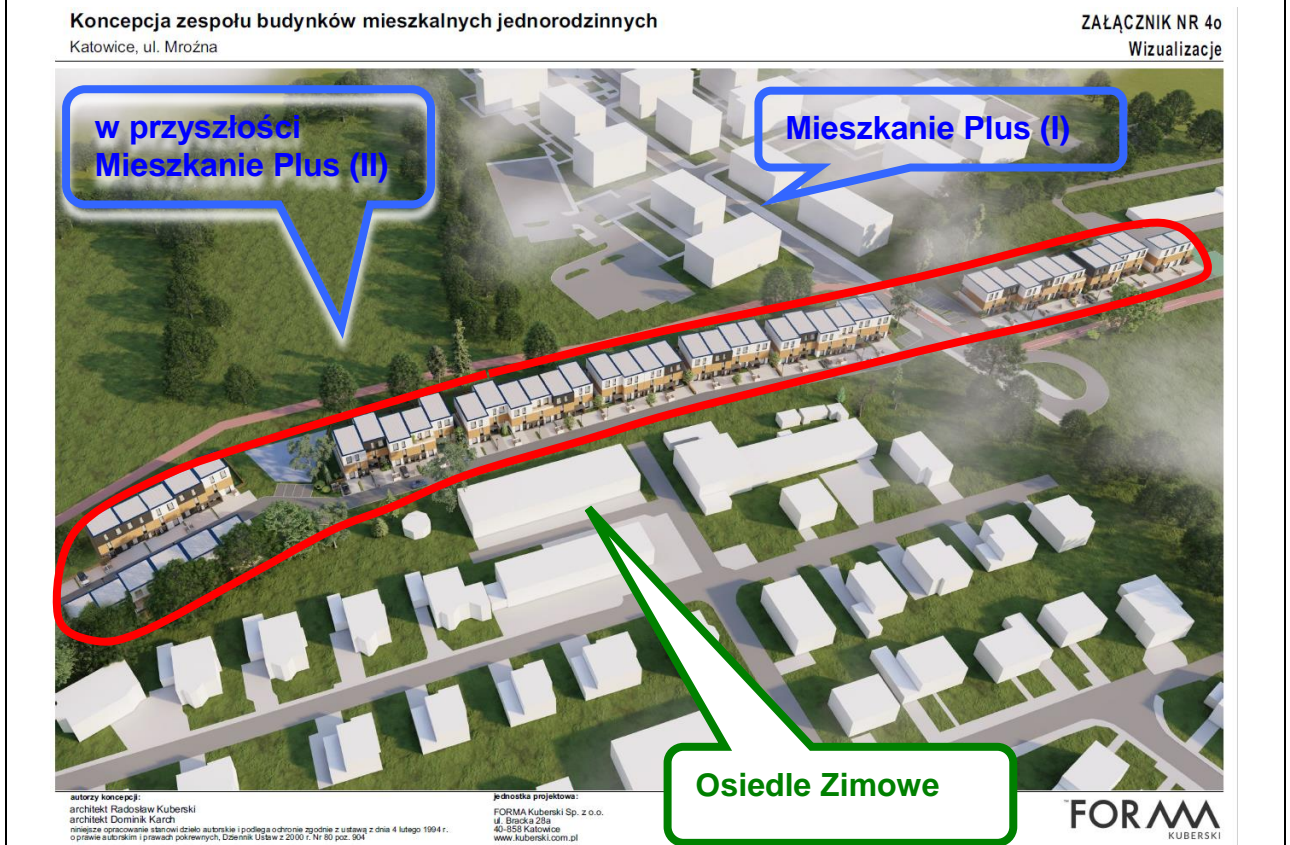 Koncepcja zespołu budynków mieszkalnych jednorodzinnych
Katowice, ul. Mroźna
ZAŁĄCZNIK NR 4o
Wizualizacje
w przyszłości
Mieszkanie Plus (II)
Mieszkanie Plus (I)
Osiedle Zimowe
autorzy koncepcji:
architekt Radosław Kuberski
architekt Dominik Karch
niniejsze opracowanie stanowi dzieło autorskie i podlega ochronie zgodnie z ustawą z dnia 4 lutego 1994 r.
o prawie autorskim i prawach pokrewnych, Dziennik Ustaw z 2000 r. Nr 80 poz. 904
jednostka projektowa:
FORMA Kuberski Sp. z o.o.
ul. Bracka 28a
40-858 Katowice
www.kuberski.com.pl
FORMA
KUBERSKI